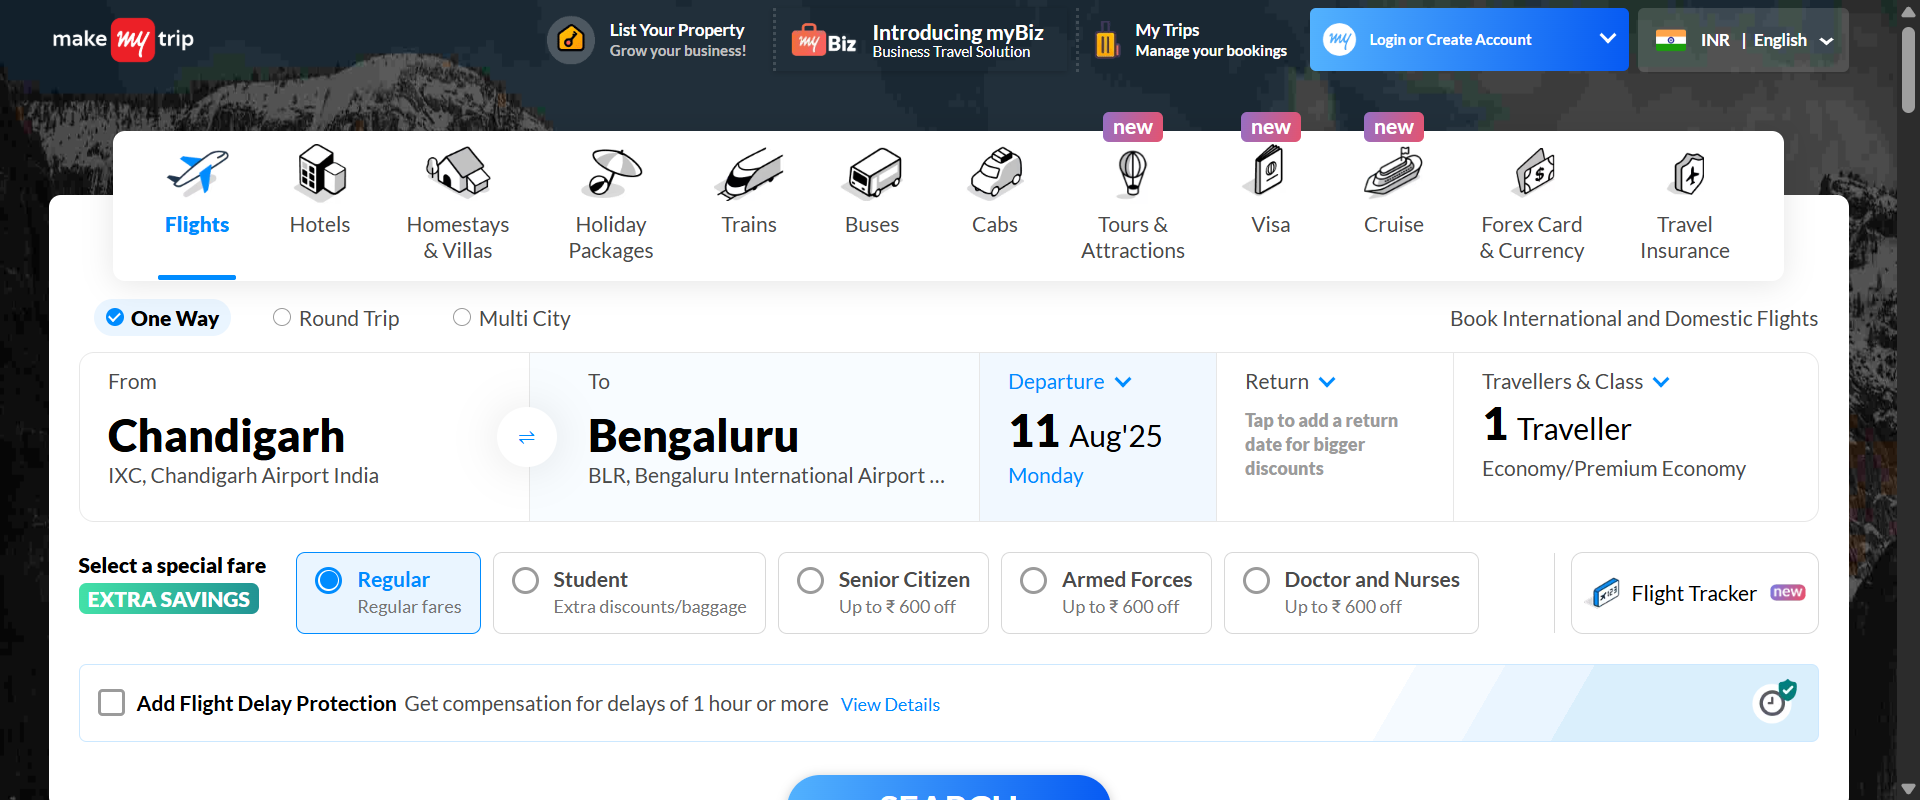 make my trip
List Your Property
Grow your business!
my Biz
Introducing myBiz
Business Travel Solution
My Trips
Manage your bookings
my
Login or Create Account
INR | English
new
new
new
Flights
Hotels
Homestays
& Villas
Holiday
Packages
Trains
Buses
Cabs
Tours &
Attractions
Visa
Cruise
Forex Card
& Currency
Travel
Insurance
One Way
Round Trip
Multi City
Book International and Domestic Flights
From
Chandigarh
IXC, Chandigarh Airport India
To
Bengaluru
BLR, Bengaluru International Airport ...
Departure
11 Aug'25
Monday
Return
Tap to add a return
date for bigger
discounts
Travellers & Class
1 Traveller
Economy/Premium Economy
Select a special fare
EXTRA SAVINGS
Regular
Regular fares
Student
Extra discounts/baggage
Senior Citizen
Up to ₹ 600 off
Armed Forces
Up to ₹ 600 off
Doctor and Nurses
Up to ₹ 600 off
Flight Tracker new
Add Flight Delay Protection Get compensation for delays of 1 hour or more View Details
SEARCH